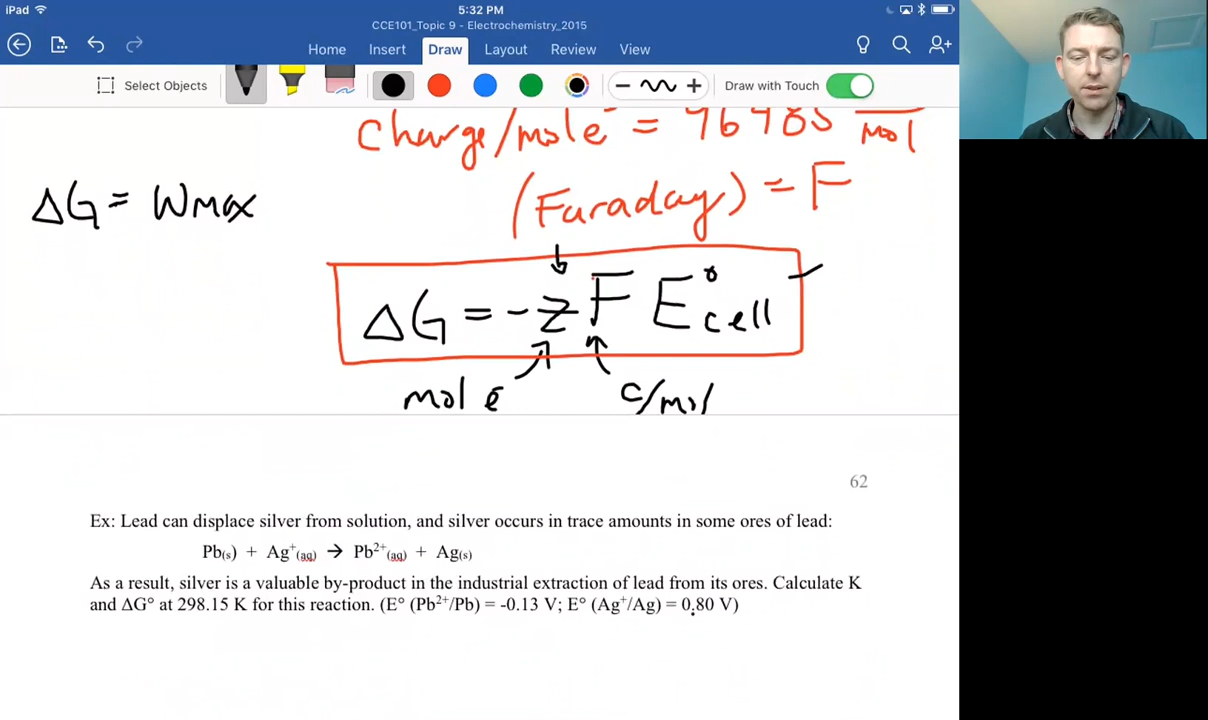 iPad 5:32 PM
CCE101_Topic 9 - Electrochemistry_2015
Home Insert Draw Layout Review View
Select Objects Draw with Touch
Charge/mole = 96485 /mol
(Faraday) = F
ΔG = Wmax
ΔG = -zFE°cell
mol e⁻ C/mol
62
Ex: Lead can displace silver from solution, and silver occurs in trace amounts in some ores of lead:
Pb(s) + Ag⁺(aq) → Pb²⁺(aq) + Ag(s)
As a result, silver is a valuable by-product in the industrial extraction of lead from its ores. Calculate K
and ΔG° at 298.15 K for this reaction. (E° (Pb²⁺/Pb) = -0.13 V; E° (Ag⁺/Ag) = 0.80 V)